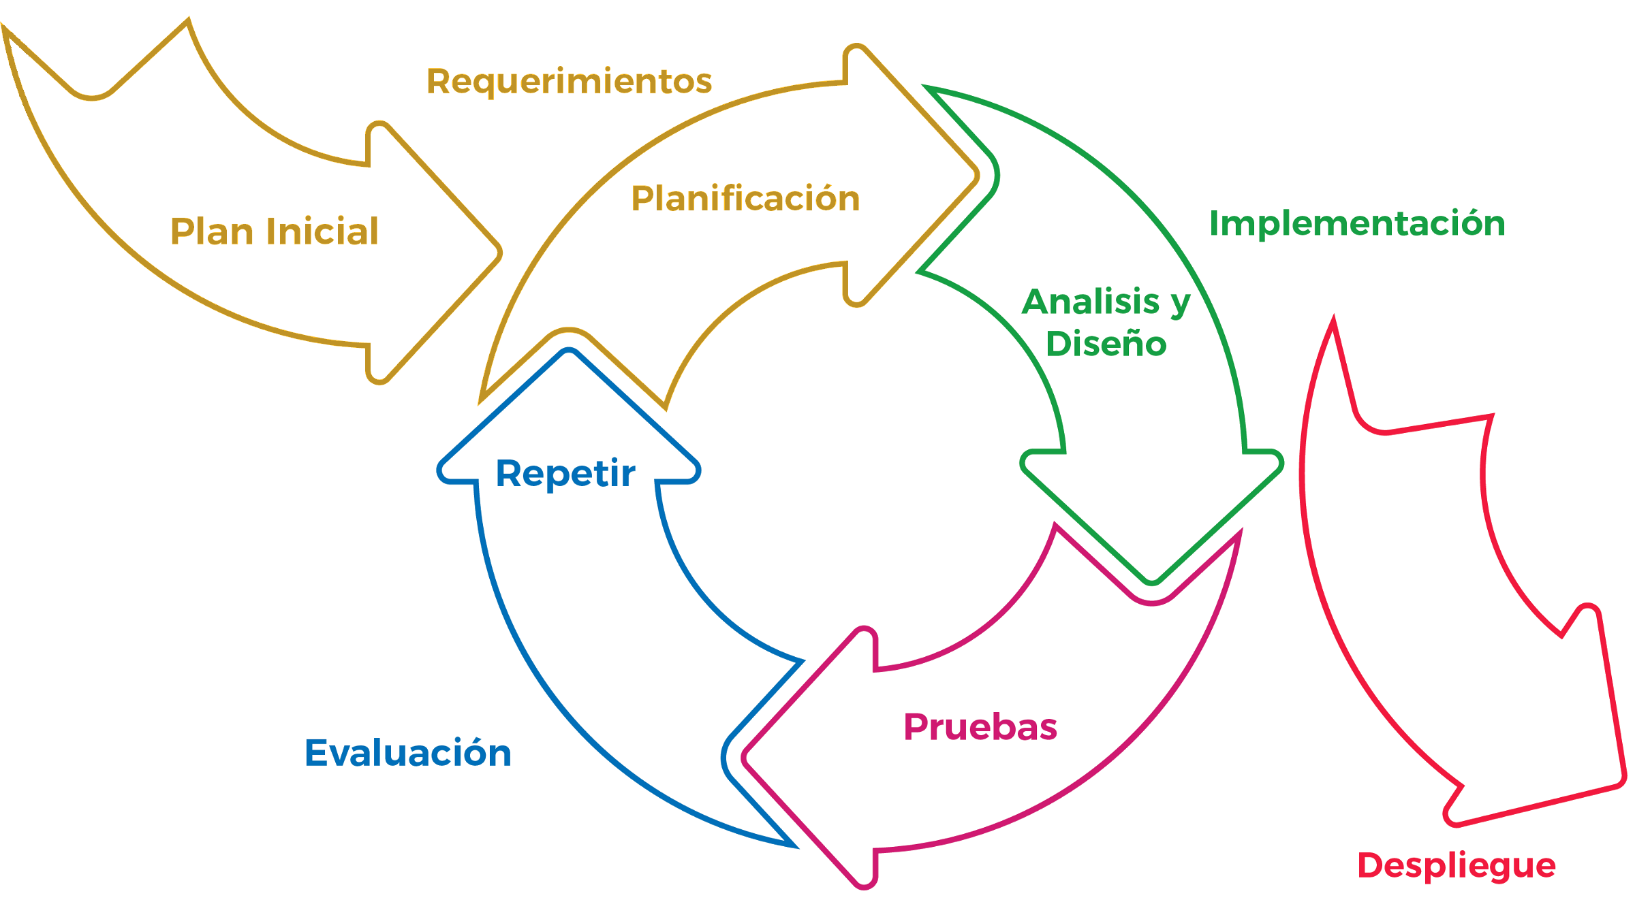 Requerimientos
Plan Inicial
Planificación
Implementación
Analisis y
Diseño
Repetir
Pruebas
Evaluación
Despliegue